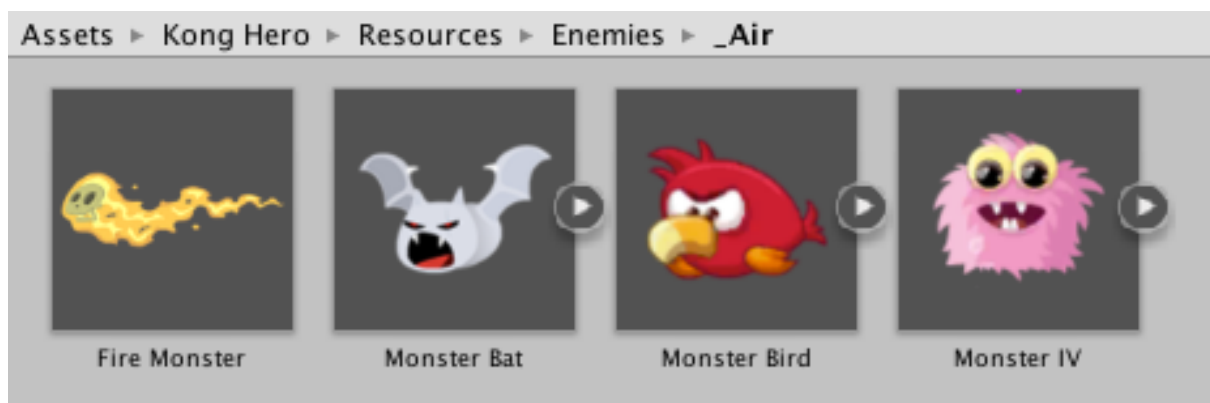 Assets ▸ Kong Hero ▸ Resources ▸ Enemies ▸ _Air
Fire Monster
Monster Bat
Monster Bird
Monster IV